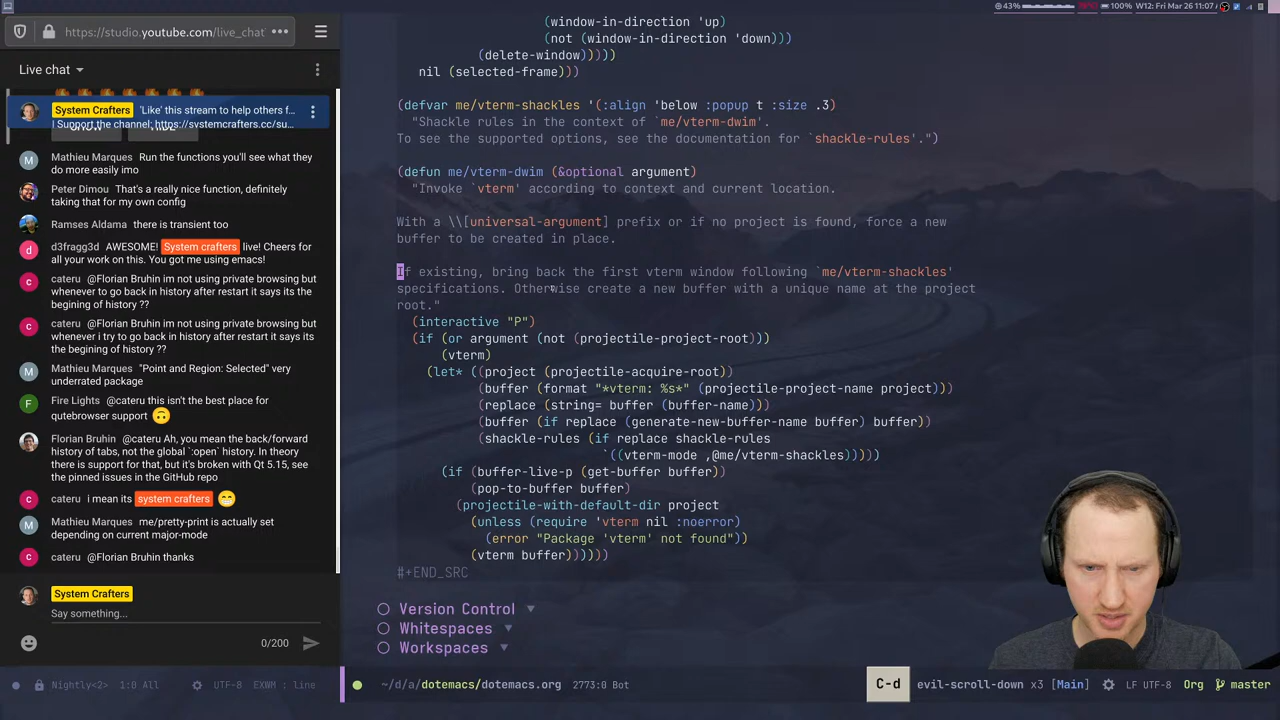 43%
100%
W12: Fri Mar 26 11:07
https://studio.youtube.com/live_chat
Live chat
System Crafters 'Like' this stream to help others f...
! Support the channel: https://systemcrafters.cc/su...
Mathieu Marques Run the functions you'll see what they
do more easily imo
Peter Dimou That's a really nice function, definitely
taking that for my own config
Ramses Aldama there is transient too
d3fragg3d AWESOME! System crafters live! Cheers for
all your work on this. You got me using emacs!
cateru @Florian Bruhin im not using private browsing but
whenever to go back in history after restart it says its the
begining of history ??
cateru @Florian Bruhin im not using private browsing but
whenever i try to go back in history after restart it says its
the begining of history ??
Mathieu Marques "Point and Region: Selected" very
underrated package
Fire Lights @cateru this isn't the best place for
qutebrowser support 🙃
Florian Bruhin @cateru Ah, you mean the back/forward
history of tabs, not the global `:open` history. In theory
there is support for that, but it's broken with Qt 5.15, see
the pinned issues in the GitHub repo
cateru i mean its system crafters 😁
Mathieu Marques me/pretty-print is actually set
depending on current major-mode
cateru @Florian Bruhin thanks
System Crafters
Say something...
0/200
Nightly<2> 1:0 All UTF-8 EXWM : line
(window-in-direction 'up)
(not (window-in-direction 'down)))
(delete-window)))))
nil (selected-frame)))
(defvar me/vterm-shackles '(:align 'below :popup t :size .3)
"Shackle rules in the context of `me/vterm-dwim'.
To see the supported options, see the documentation for `shackle-rules'.")
(defun me/vterm-dwim (&optional argument)
"Invoke `vterm' according to context and current location.
With a \\[universal-argument] prefix or if no project is found, force a new
buffer to be created in place.
If existing, bring back the first vterm window following `me/vterm-shackles'
specifications. Otherwise create a new buffer with a unique name at the project
root."
(interactive "P")
(if (or argument (not (projectile-project-root)))
(vterm)
(let* ((project (projectile-acquire-root))
(buffer (format "*vterm: %s*" (projectile-project-name project)))
(replace (string= buffer (buffer-name)))
(buffer (if replace (generate-new-buffer-name buffer) buffer))
(shackle-rules (if replace shackle-rules
`((vterm-mode ,@me/vterm-shackles)))))
(if (buffer-live-p (get-buffer buffer))
(pop-to-buffer buffer)
(projectile-with-default-dir project
(unless (require 'vterm nil :noerror)
(error "Package 'vterm' not found"))
(vterm buffer))))))
#+END_SRC
Version Control
Whitespaces
Workspaces
~/d/a/dotemacs/dotemacs.org 2773:0 Bot
C-d evil-scroll-down x3 [Main] LF UTF-8 Org master